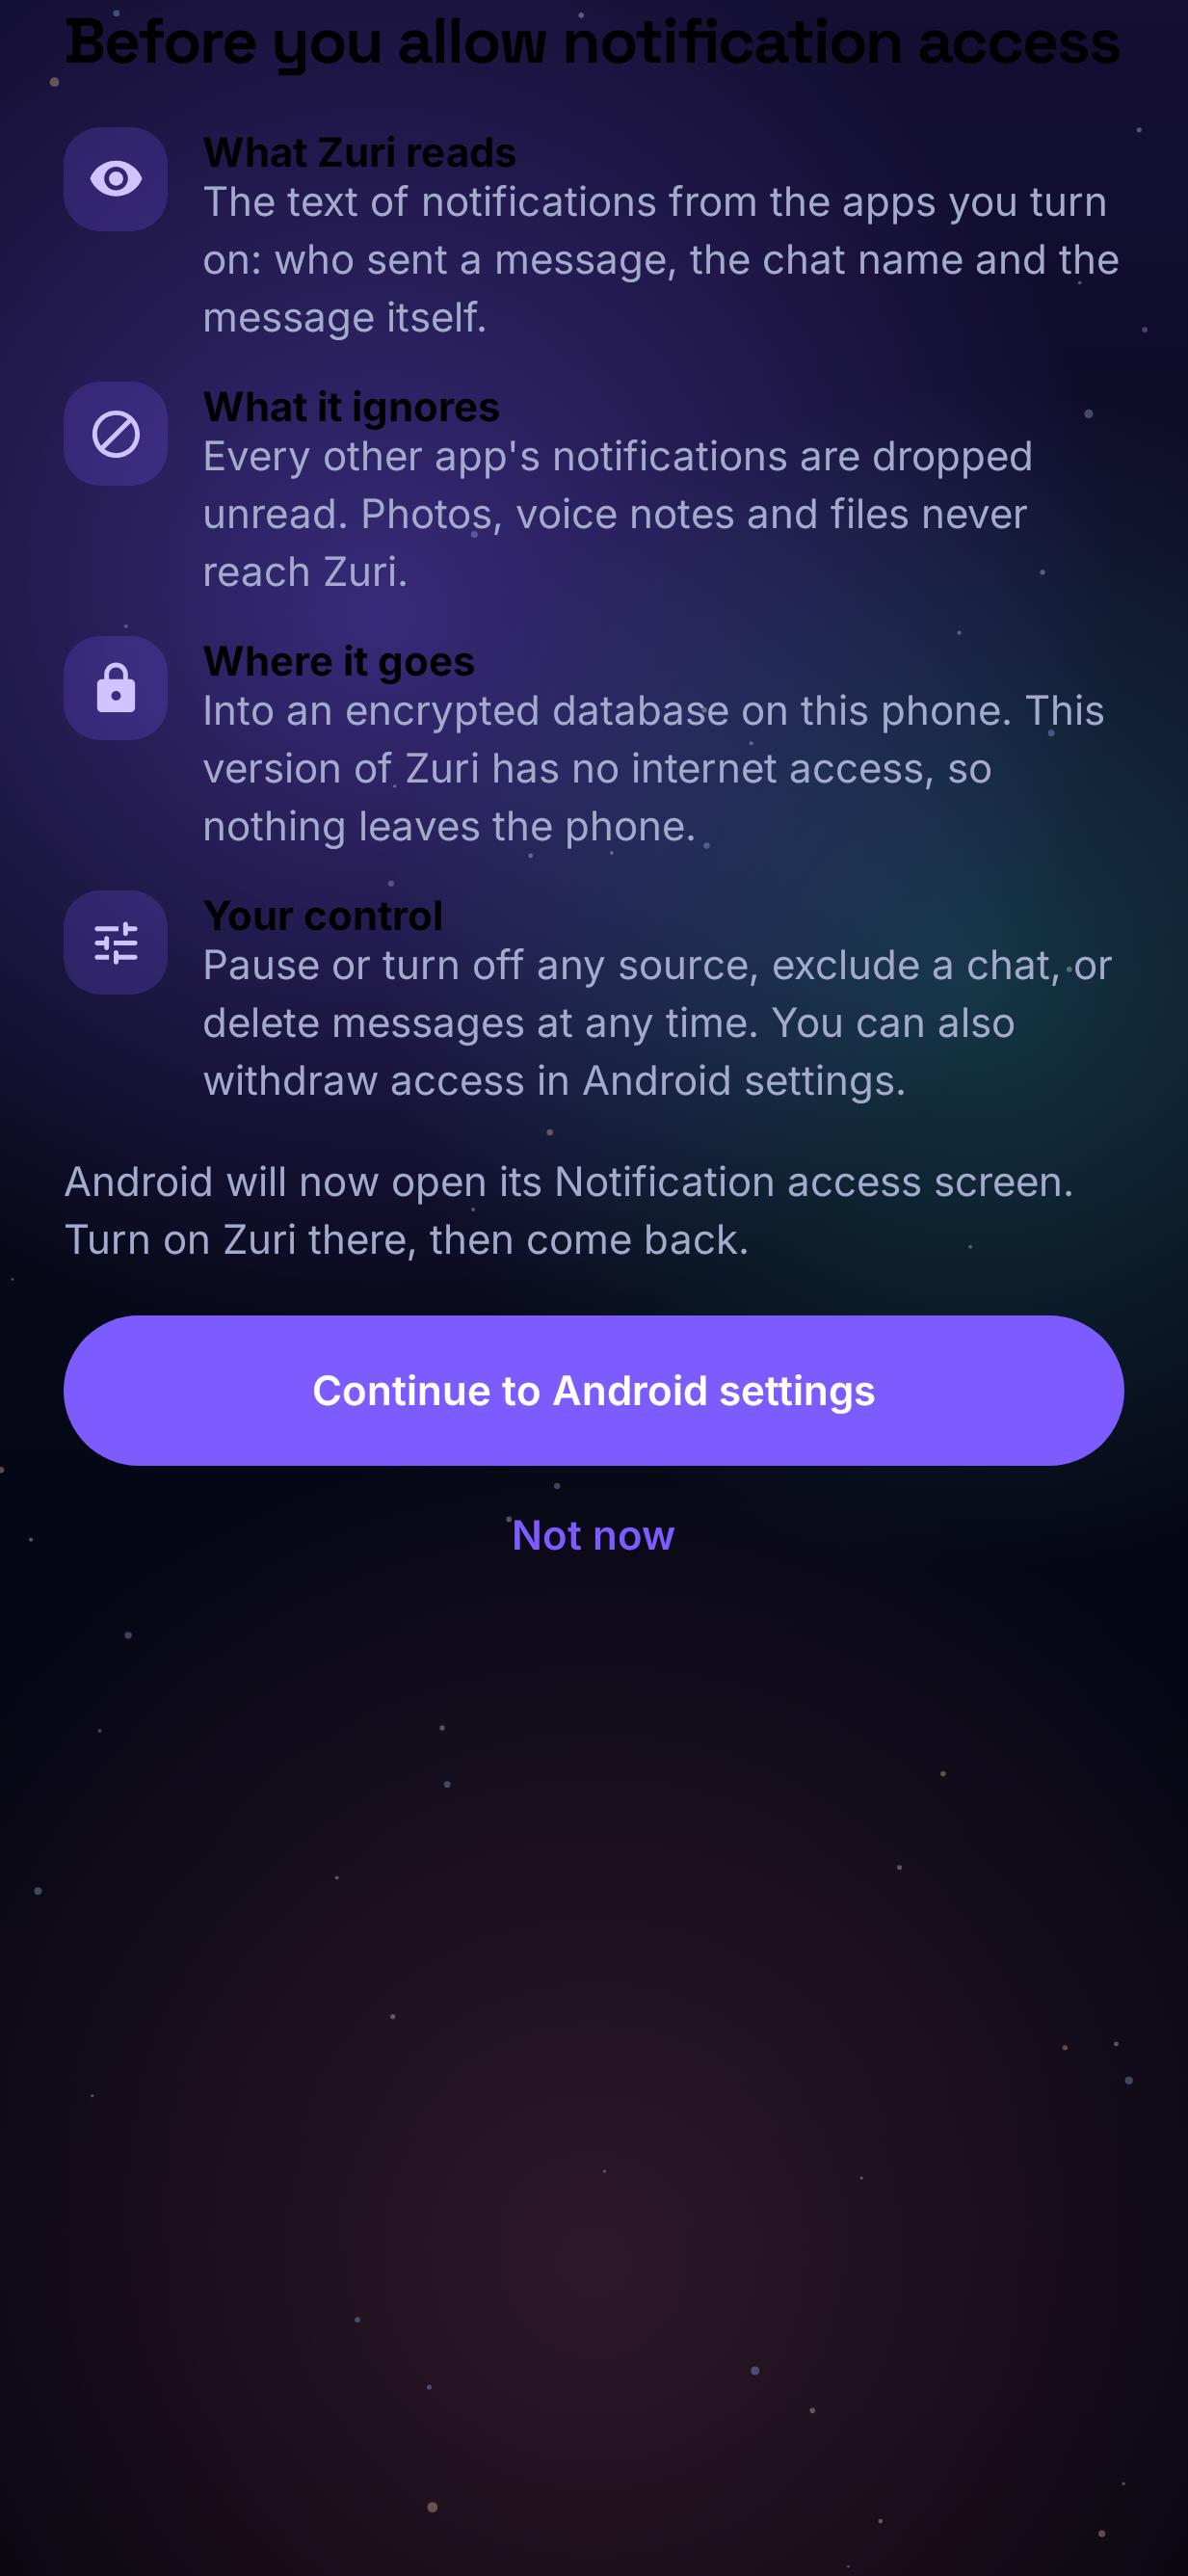 Before you allow notification access
What Zuri reads
The text of notifications from the apps you turn
on: who sent a message, the chat name and the
message itself.
What it ignores
Every other app's notifications are dropped
unread. Photos, voice notes and files never
reach Zuri.
Where it goes
Into an encrypted database on this phone. This
version of Zuri has no internet access, so
nothing leaves the phone.
Your control
Pause or turn off any source, exclude a chat, or
delete messages at any time. You can also
withdraw access in Android settings.
Android will now open its Notification access screen.
Turn on Zuri there, then come back.
Continue to Android settings
Not now